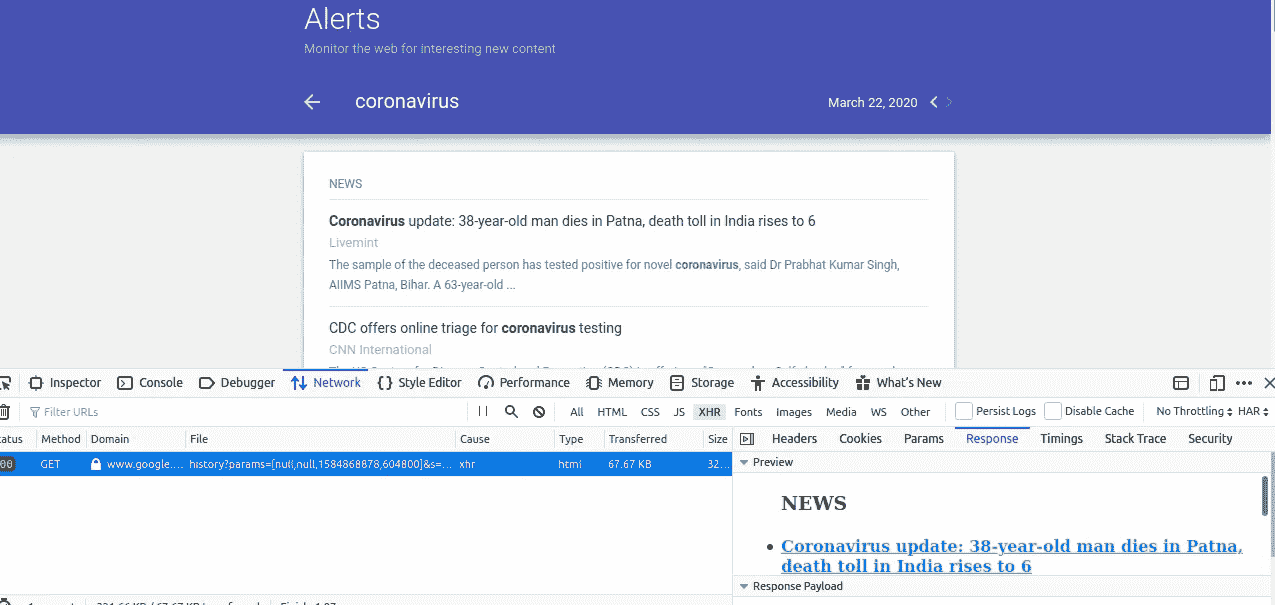 Alerts
Monitor the web for interesting new content
coronavirus
March 22, 2020
NEWS
Coronavirus update: 38-year-old man dies in Patna, death toll in India rises to 6
Livemint
The sample of the deceased person has tested positive for novel coronavirus, said Dr Prabhat Kumar Singh,
AIIMS Patna, Bihar. A 63-year-old ...
CDC offers online triage for coronavirus testing
CNN International
Inspector Console Debugger Network Style Editor Performance Memory Storage Accessibility What's New
Filter URLs All HTML CSS JS XHR Fonts Images Media WS Other Persist Logs Disable Cache No Throttling HAR
Method Domain File Cause Type Transferred Size Headers Cookies Params Response Timings Stack Trace Security
00 GET www.google.... history?params=[null,null,1584868878,604800]&s=... xhr html 67.67 KB 32...
Preview
NEWS
Coronavirus update: 38-year-old man dies in Patna,
death toll in India rises to 6
Response Payload